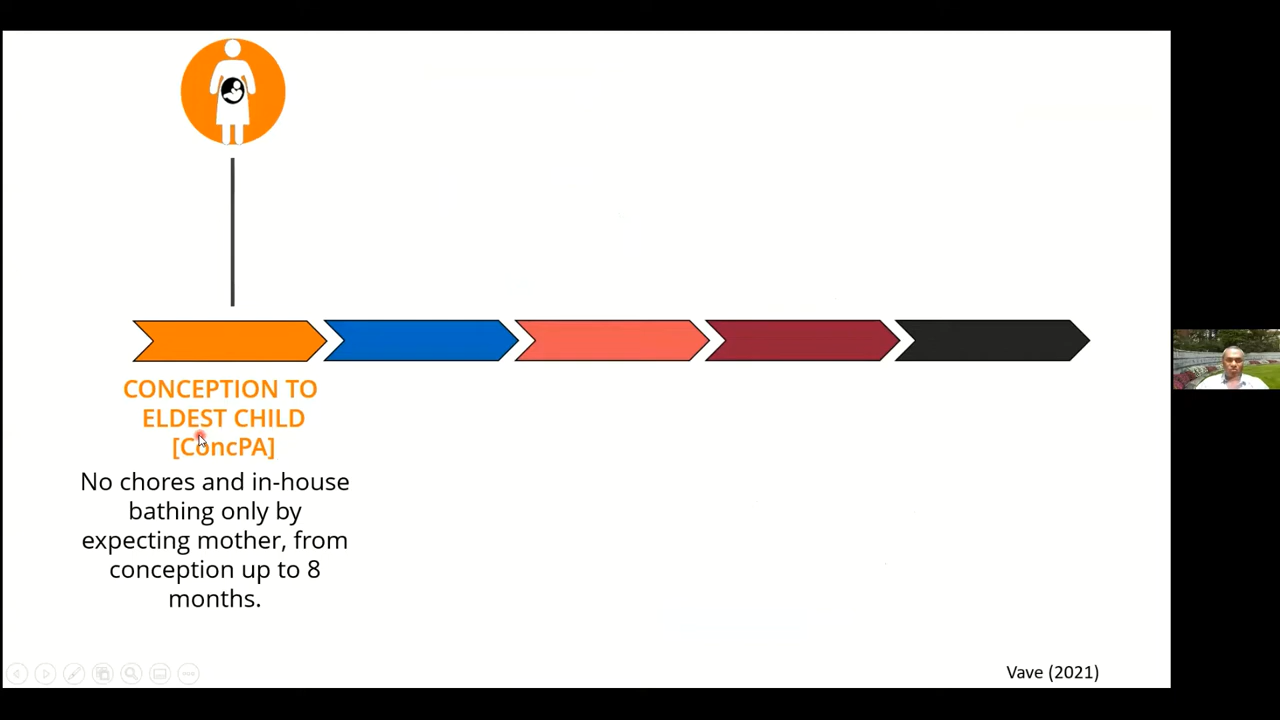 CONCEPTION TO
ELDEST CHILD
[ConcPA]
No chores and in-house
bathing only by
expecting mother, from
conception up to 8
months.
Vave (2021)